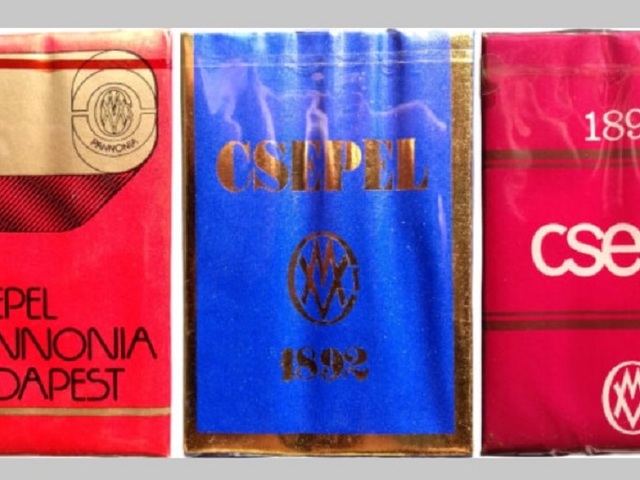 PANNONIA
EPEL
NNONIA
DAPEST
CSEPEL
1892
189
cse